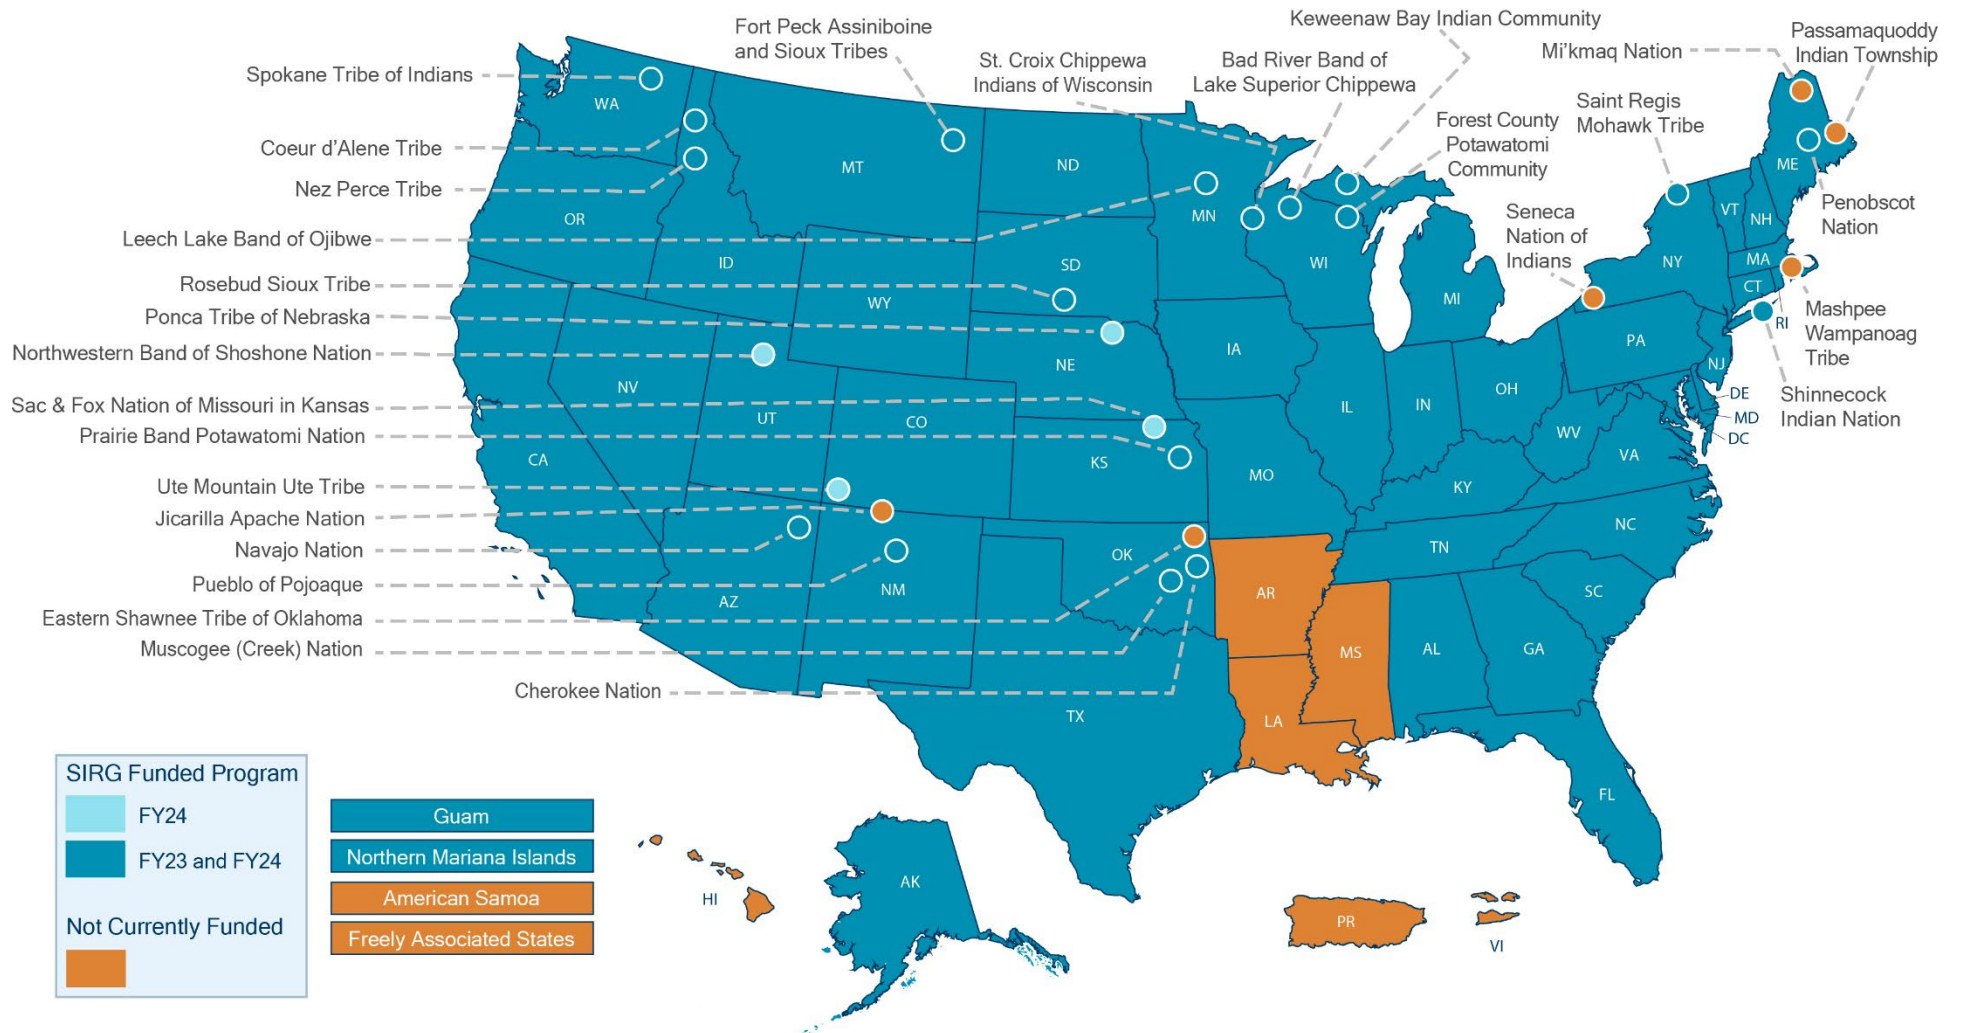 Fort Peck Assiniboine
and Sioux Tribes
Keweenaw Bay Indian Community
St. Croix Chippewa
Indians of Wisconsin
Bad River Band of
Lake Superior Chippewa
Mi'kmaq Nation
Passamaquoddy
Indian Township
Forest County
Potawatomi
Community
Saint Regis
Mohawk Tribe
Seneca
Nation of
Indians
Penobscot
Nation
Mashpee
Wampanoag
Tribe
Shinnecock
Indian Nation
Spokane Tribe of Indians
Coeur d'Alene Tribe
Nez Perce Tribe
Leech Lake Band of Ojibwe
Rosebud Sioux Tribe
Ponca Tribe of Nebraska
Northwestern Band of Shoshone Nation
Sac & Fox Nation of Missouri in Kansas
Prairie Band Potawatomi Nation
Ute Mountain Ute Tribe
Jicarilla Apache Nation
Navajo Nation
Pueblo of Pojoaque
Eastern Shawnee Tribe of Oklahoma
Muscogee (Creek) Nation
Cherokee Nation
WA
OR
ID
MT
ND
MN
SD
WY
NE
IA
WI
MI
NY
VT
NH
ME
MA
CT
RI
PA
NJ
DE
MD
DC
NV
UT
CO
CA
KS
MO
IL
IN
OH
WV
VA
KY
NC
TN
SC
AZ
NM
OK
AR
MS
AL
GA
LA
TX
FL
AK
HI
PR
VI
SIRG Funded Program
FY24
FY23 and FY24
Not Currently Funded
Guam
Northern Mariana Islands
American Samoa
Freely Associated States